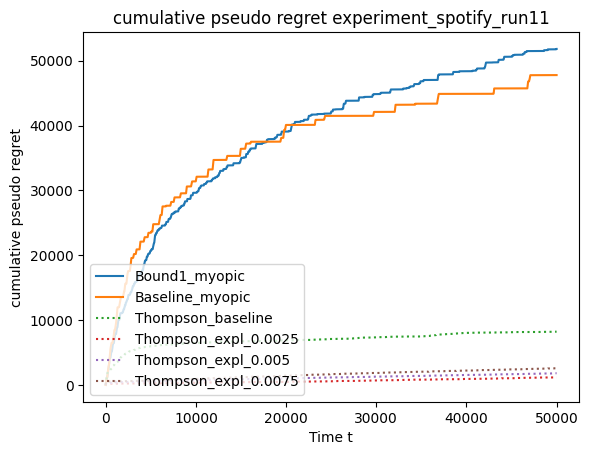 cumulative pseudo regret experiment_spotify_run11
cumulative pseudo regret
50000
40000
30000
20000
10000
0
Bound1_myopic
Baseline_myopic
Thompson_baseline
Thompson_expl_0.0025
Thompson_expl_0.005
Thompson_expl_0.0075
0 10000 20000 30000 40000 50000
Time t